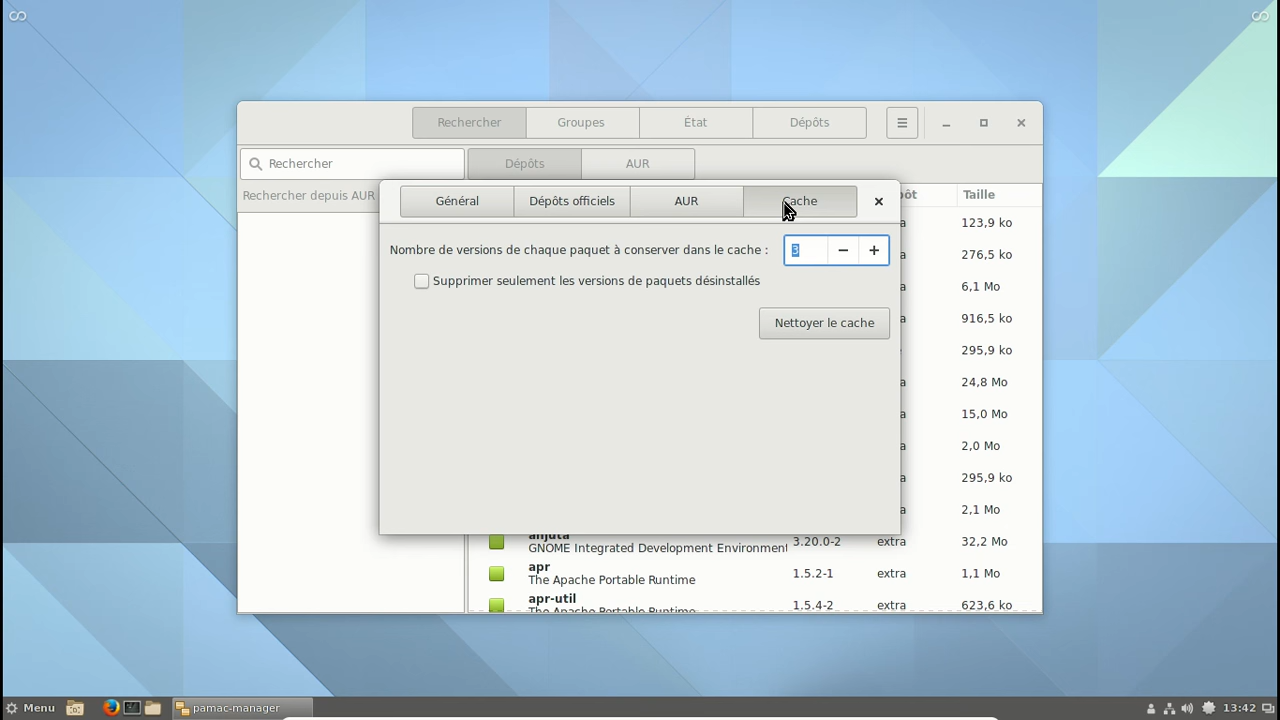 Rechercher Groupes État Dépôts
Rechercher Dépôts AUR
Rechercher depuis AUR Taille
Général Dépôts officiels AUR Cache
Nombre de versions de chaque paquet à conserver dans le cache : 3
Supprimer seulement les versions de paquets désinstallés
Nettoyer le cache
123,9 ko
276,5 ko
6,1 Mo
916,5 ko
295,9 ko
24,8 Mo
15,0 Mo
2,0 Mo
295,9 ko
2,1 Mo
anjuta
GNOME Integrated Development Environment 3.20.0-2 extra 32,2 Mo
apr
The Apache Portable Runtime 1.5.2-1 extra 1,1 Mo
apr-util
The Apache Portable Runtime 1.5.4-2 extra 623,6 ko
Menu pamac-manager 13:42